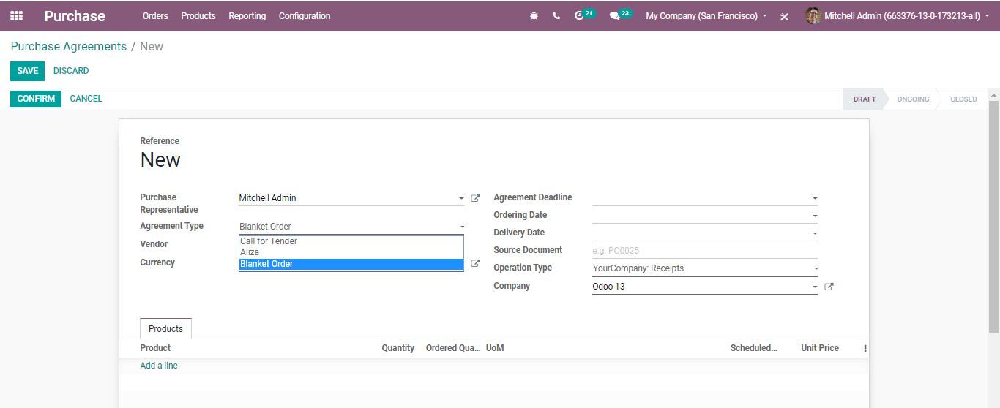 Purchase Orders Products Reporting Configuration 21 23 My Company (San Francisco) Mitchell Admin (663376-13-0-173213-all)
Purchase Agreements / New
SAVE DISCARD
CONFIRM CANCEL DRAFT ONGOING CLOSED
Reference
New
Purchase Representative Mitchell Admin
Agreement Type Blanket Order
Call for Tender
Aliza
Blanket Order
Vendor
Currency
Agreement Deadline
Ordering Date
Delivery Date
Source Document e.g. PO0025
Operation Type YourCompany: Receipts
Company Odoo 13
Products
Product Quantity Ordered Qua... UoM Scheduled... Unit Price
Add a line